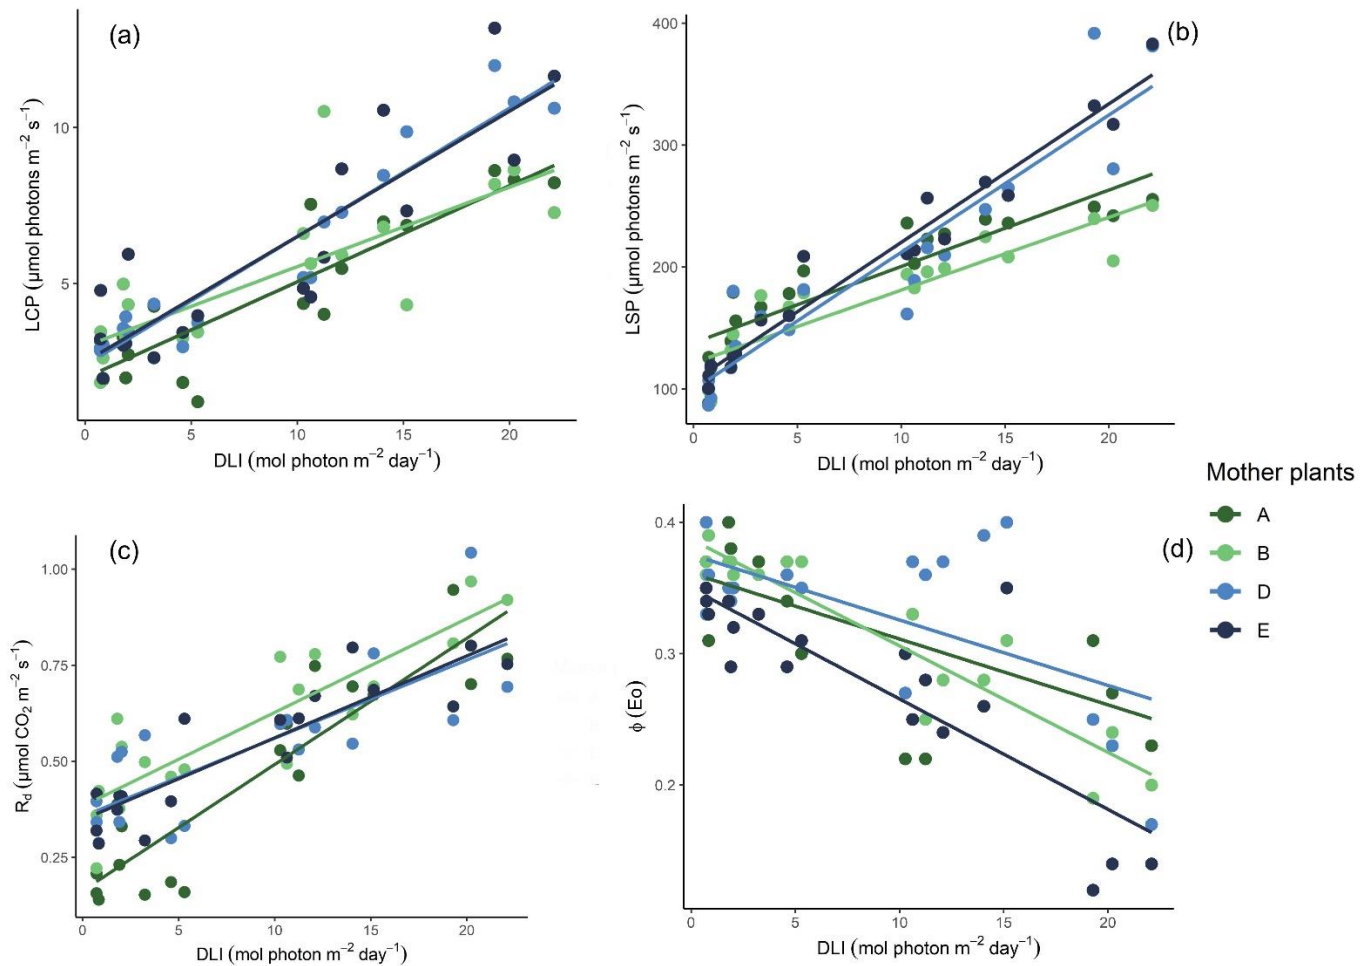 (a)
LCP (μmol photons m⁻² s⁻¹)
10
5
0 5 10 15 20
DLI (mol photon m⁻² day⁻¹)
(b)
LSP (μmol photons m⁻² s⁻¹)
400
300
200
100
0 5 10 15 20
DLI (mol photon m⁻² day⁻¹)
(c)
R_d (μmol CO₂ m⁻² s⁻¹)
1.00
0.75
0.50
0.25
0 5 10 15 20
DLI (mol photon m⁻² day⁻¹)
(d)
ϕ (Eo)
0.4
0.3
0.2
0 5 10 15 20
DLI (mol photon m⁻² day⁻¹)
Mother plants
A
B
D
E